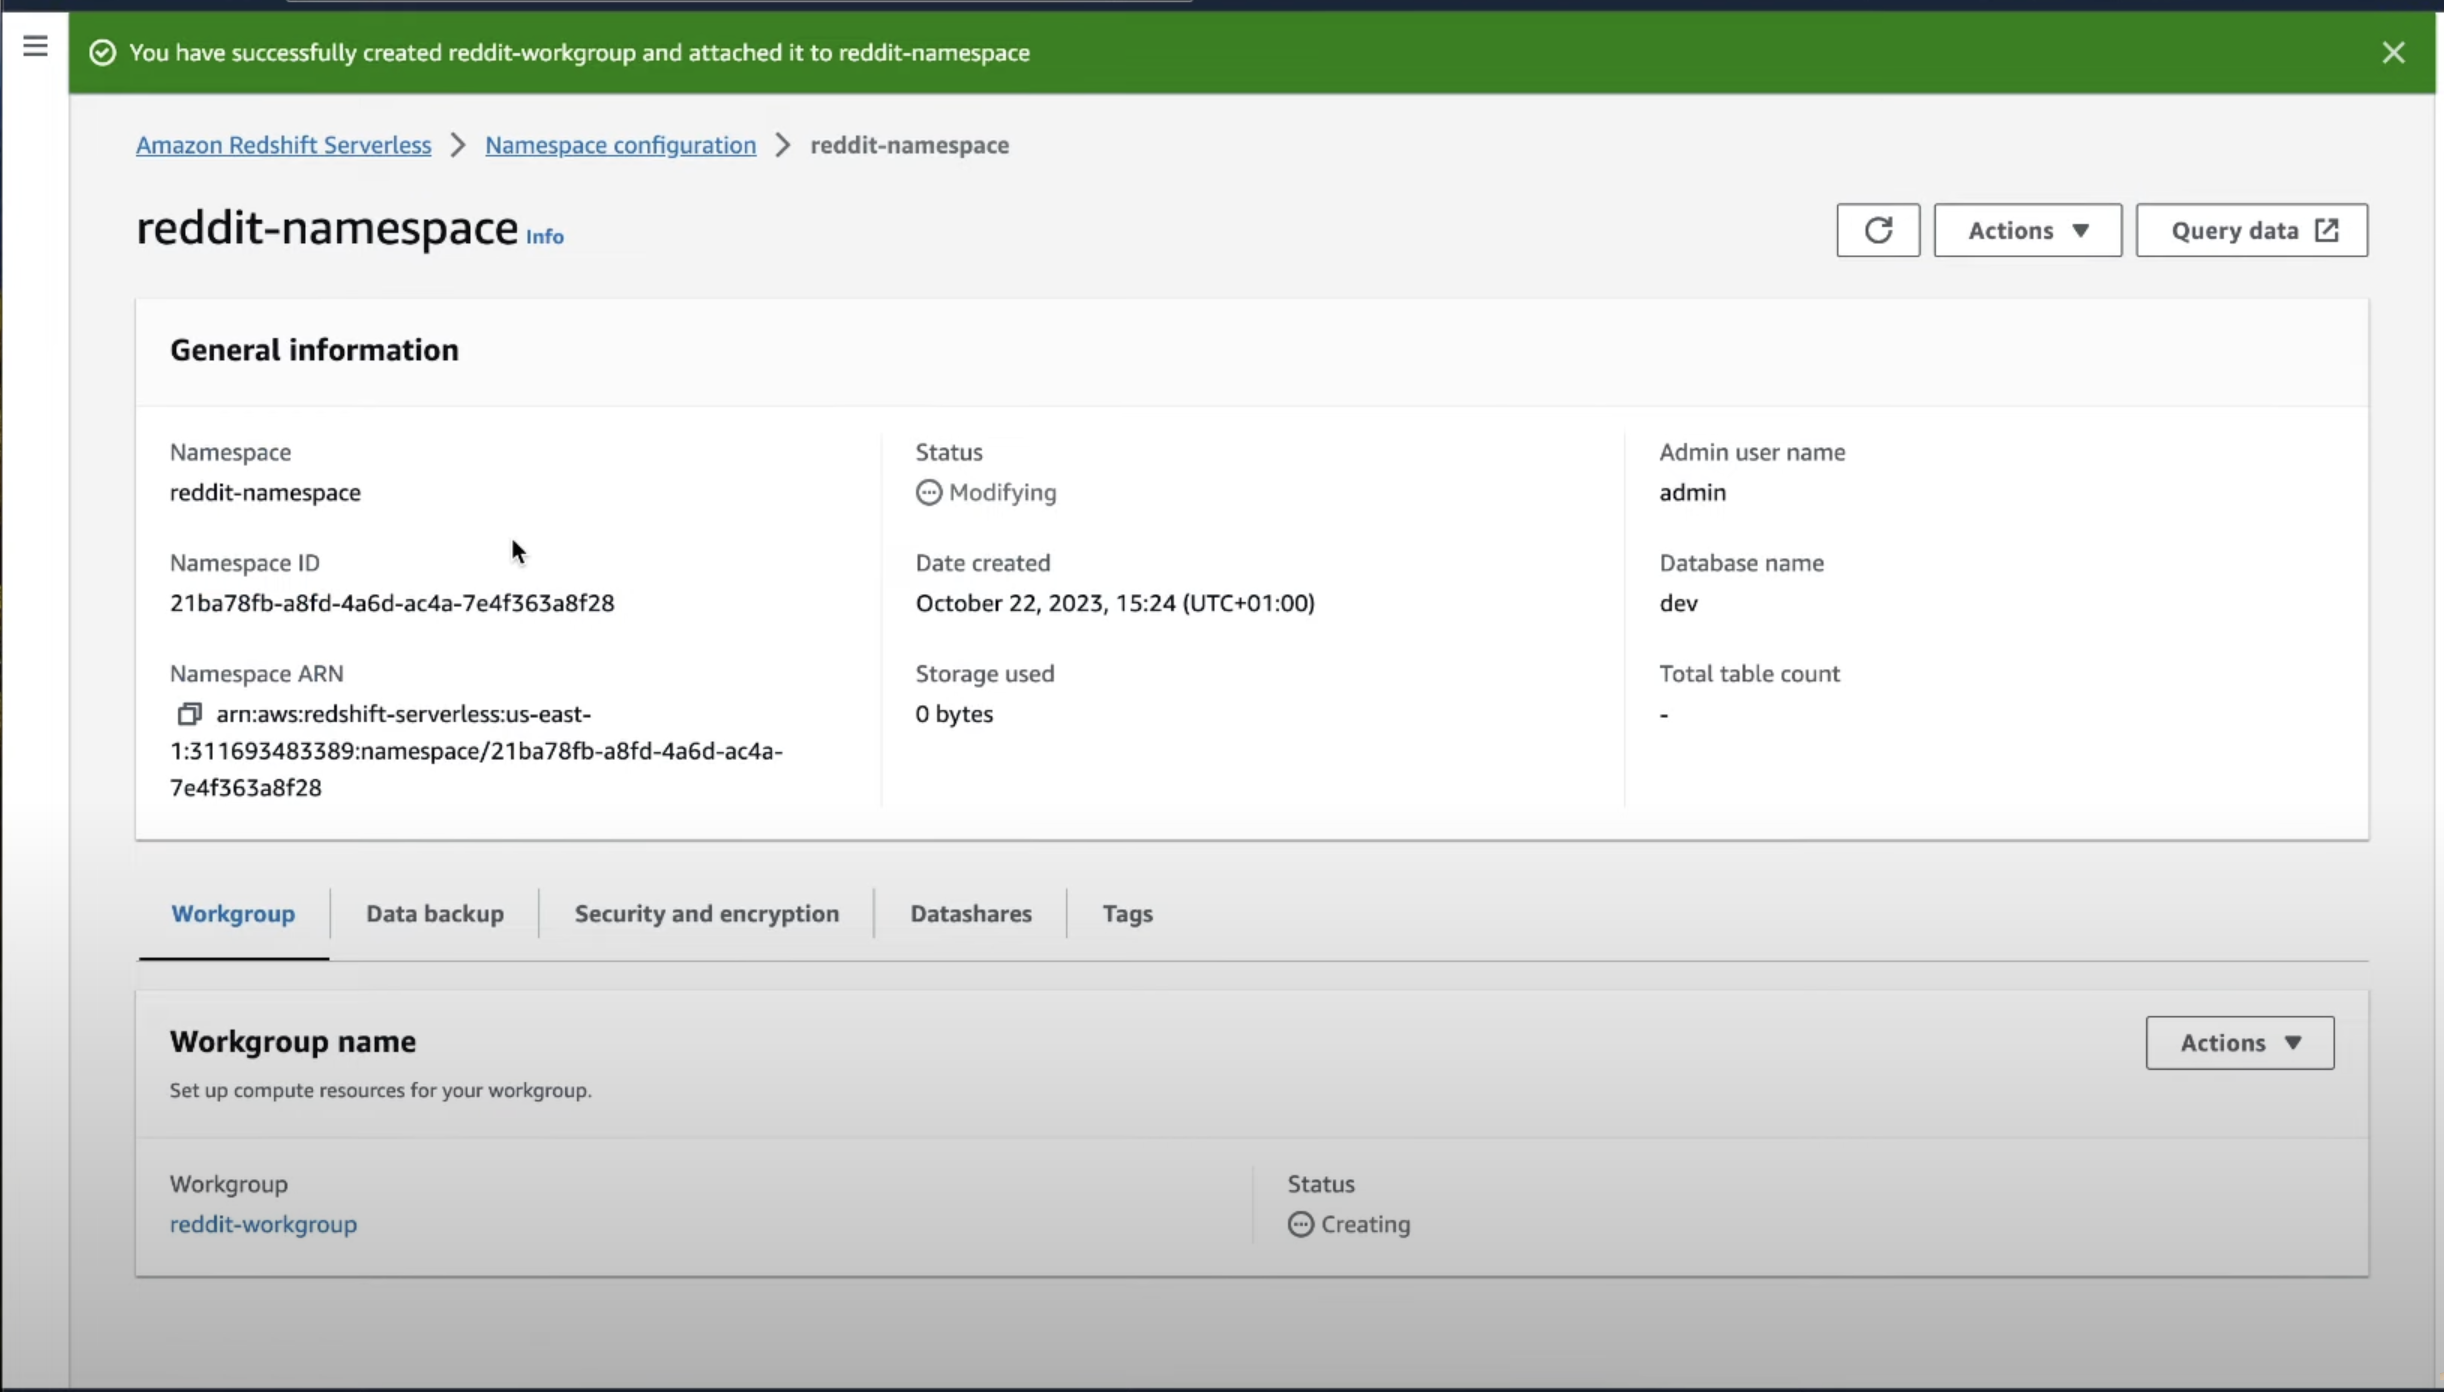 You have successfully created reddit-workgroup and attached it to reddit-namespace
Amazon Redshift Serverless > Namespace configuration > reddit-namespace
reddit-namespace Info
Actions
Query data
General information
Namespace
reddit-namespace
Namespace ID
21ba78fb-a8fd-4a6d-ac4a-7e4f363a8f28
Namespace ARN
arn:aws:redshift-serverless:us-east-
1:311693483389:namespace/21ba78fb-a8fd-4a6d-ac4a-
7e4f363a8f28
Status
Modifying
Date created
October 22, 2023, 15:24 (UTC+01:00)
Storage used
0 bytes
Admin user name
admin
Database name
dev
Total table count
-
Workgroup
Data backup
Security and encryption
Datashares
Tags
Workgroup name
Set up compute resources for your workgroup.
Actions
Workgroup
reddit-workgroup
Status
Creating